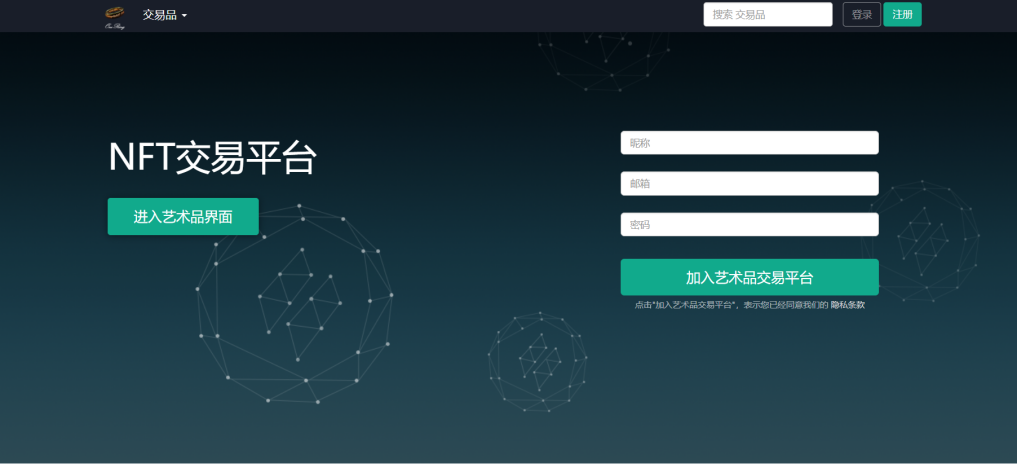 交易品
搜索 交易品
登录
注册
NFT交易平台
进入艺术品界面
昵称
邮箱
密码
加入艺术品交易平台
点击"加入艺术品交易平台"，表示您已经同意我们的 隐私条款